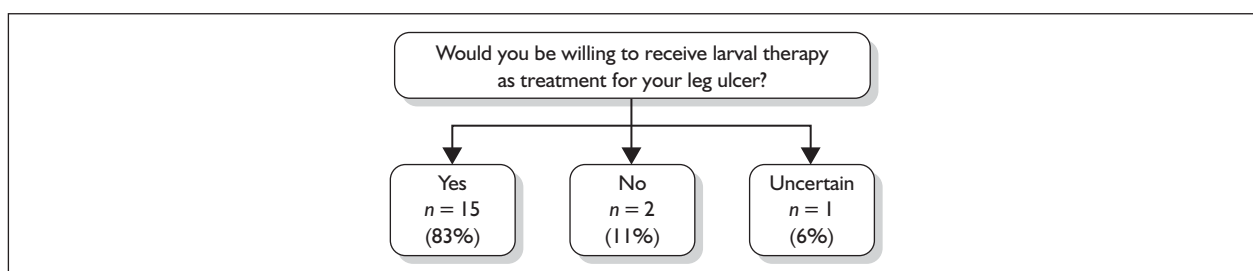 Would you be willing to receive larval therapy
as treatment for your leg ulcer?
Yes
n = 15
(83%)
No
n = 2
(11%)
Uncertain
n = 1
(6%)